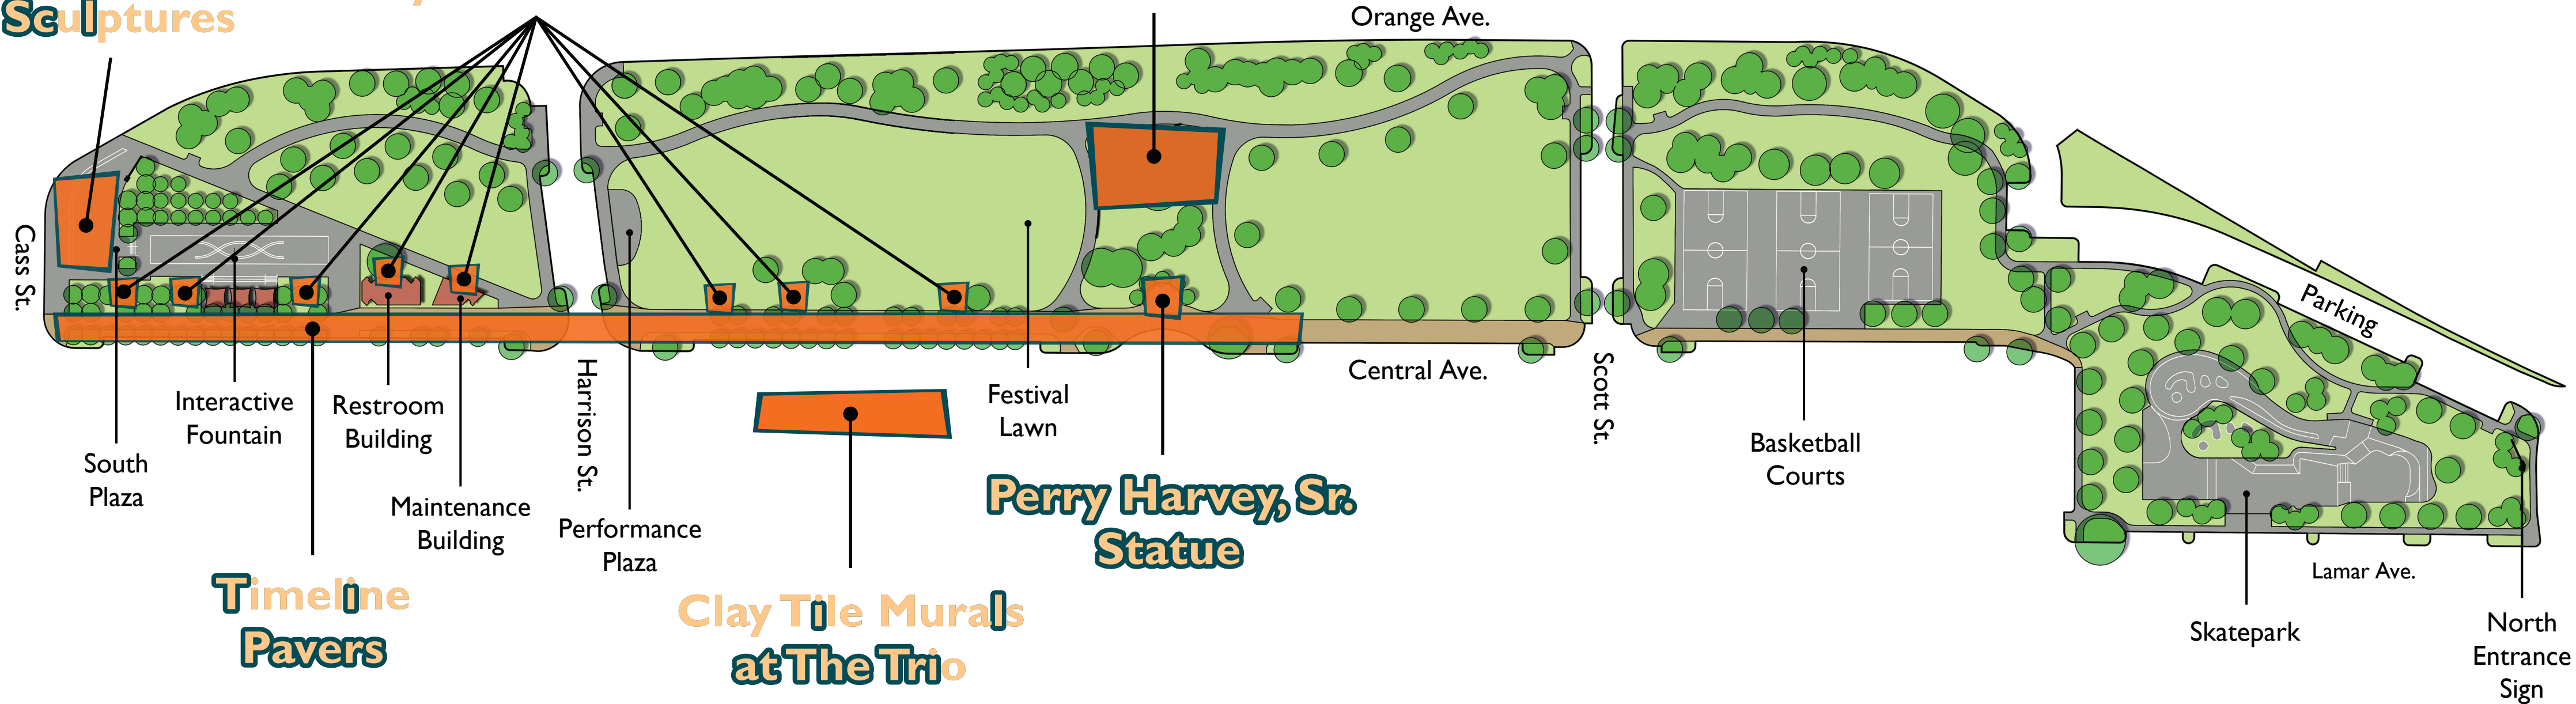 Sculptures
Orange Ave.
Cass St.
Harrison St.
Scott St.
Central Ave.
Parking
Lamar Ave.
South
Plaza
Interactive
Fountain
Restroom
Building
Maintenance
Building
Performance
Plaza
Festival
Lawn
Basketball
Courts
Skatepark
North
Entrance
Sign
Timeline
Pavers
Clay Tile Murals
at The Trio
Perry Harvey, Sr.
Statue